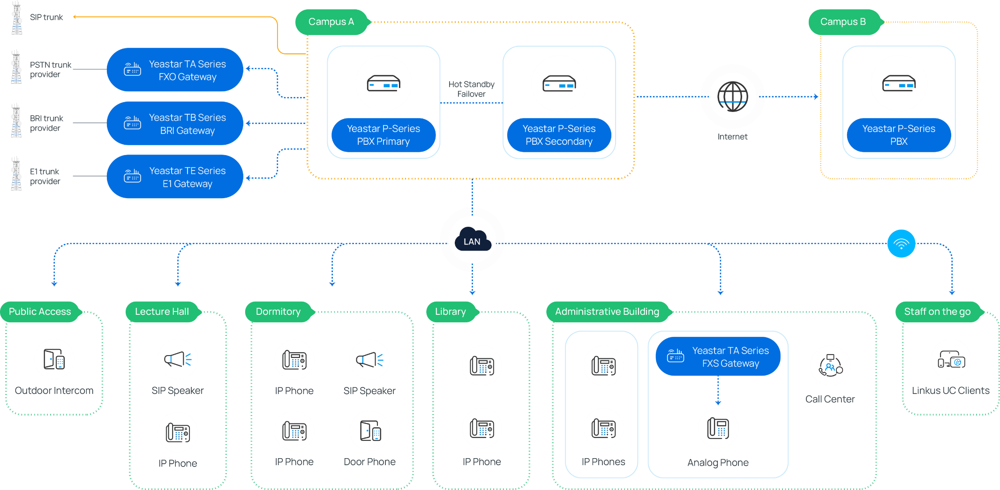 SIP trunk
Campus A
Campus B
PSTN trunk
provider
Yeastar TA Series
FXO Gateway
BRI trunk
provider
Yeastar TB Series
BRI Gateway
E1 trunk
provider
Yeastar TE Series
E1 Gateway
Hot Standby
Failover
Yeastar P-Series
PBX Primary
Yeastar P-Series
PBX Secondary
Internet
Yeastar P-Series
PBX
LAN
Public Access
Outdoor Intercom
Lecture Hall
SIP Speaker
IP Phone
Dormitory
IP Phone
SIP Speaker
IP Phone
Door Phone
Library
IP Phone
Administrative Building
IP Phones
Yeastar TA Series
FXS Gateway
Analog Phone
Call Center
Staff on the go
Linkus UC Clients